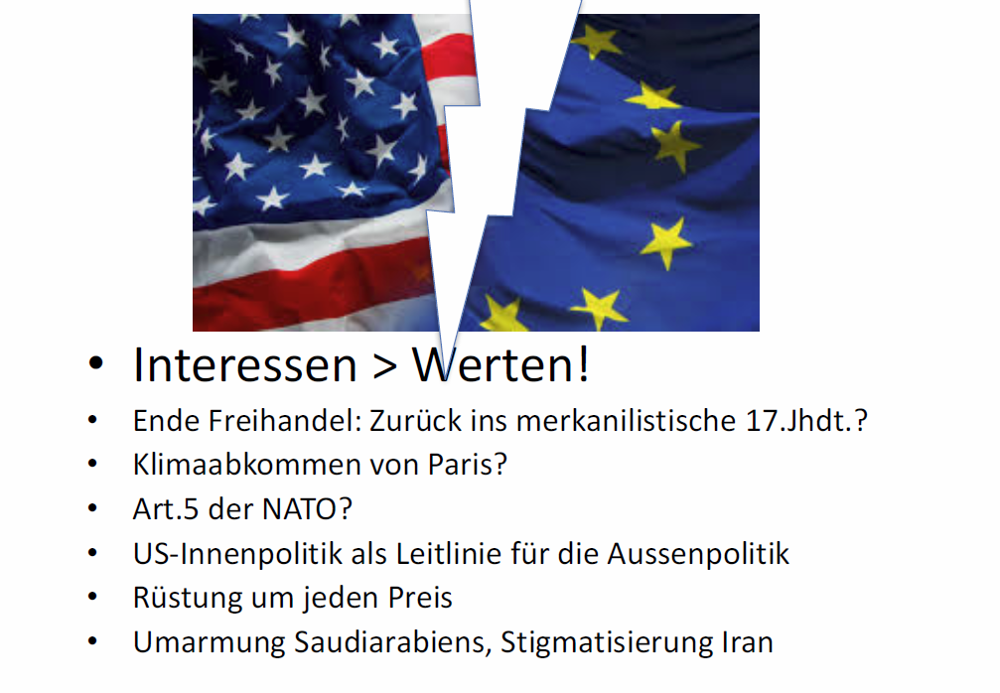 • Interessen > Werten!
• Ende Freihandel: Zurück ins merkanilistische 17.Jhdt.?
• Klimaabkommen von Paris?
• Art.5 der NATO?
• US-Innenpolitik als Leitlinie für die Aussenpolitik
• Rüstung um jeden Preis
• Umarmung Saudiarabiens, Stigmatisierung Iran